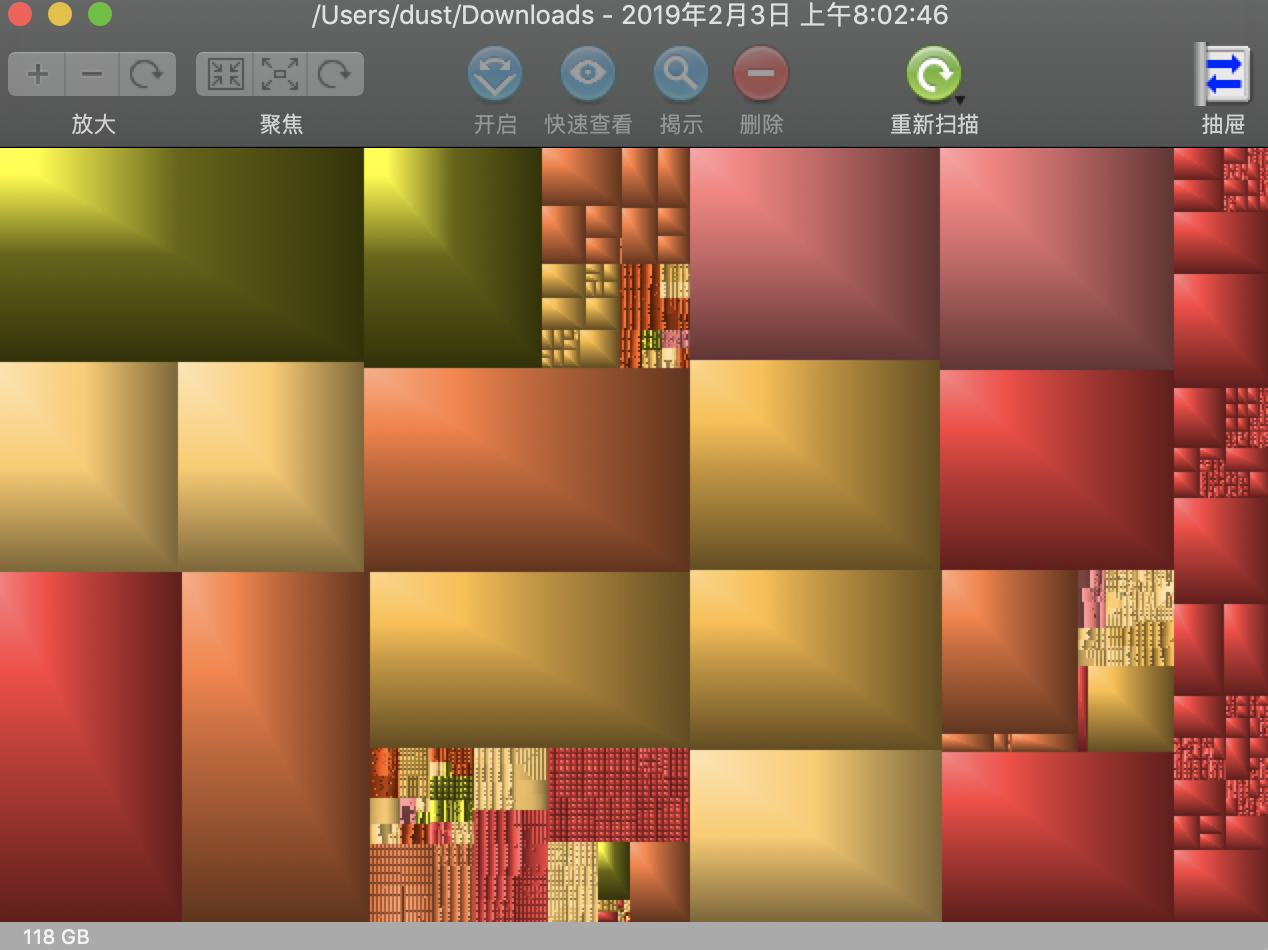 /Users/dust/Downloads - 2019年2月3日 上午8:02:46
放大 聚焦 开启 快速查看 揭示 删除 重新扫描 抽屉
118 GB